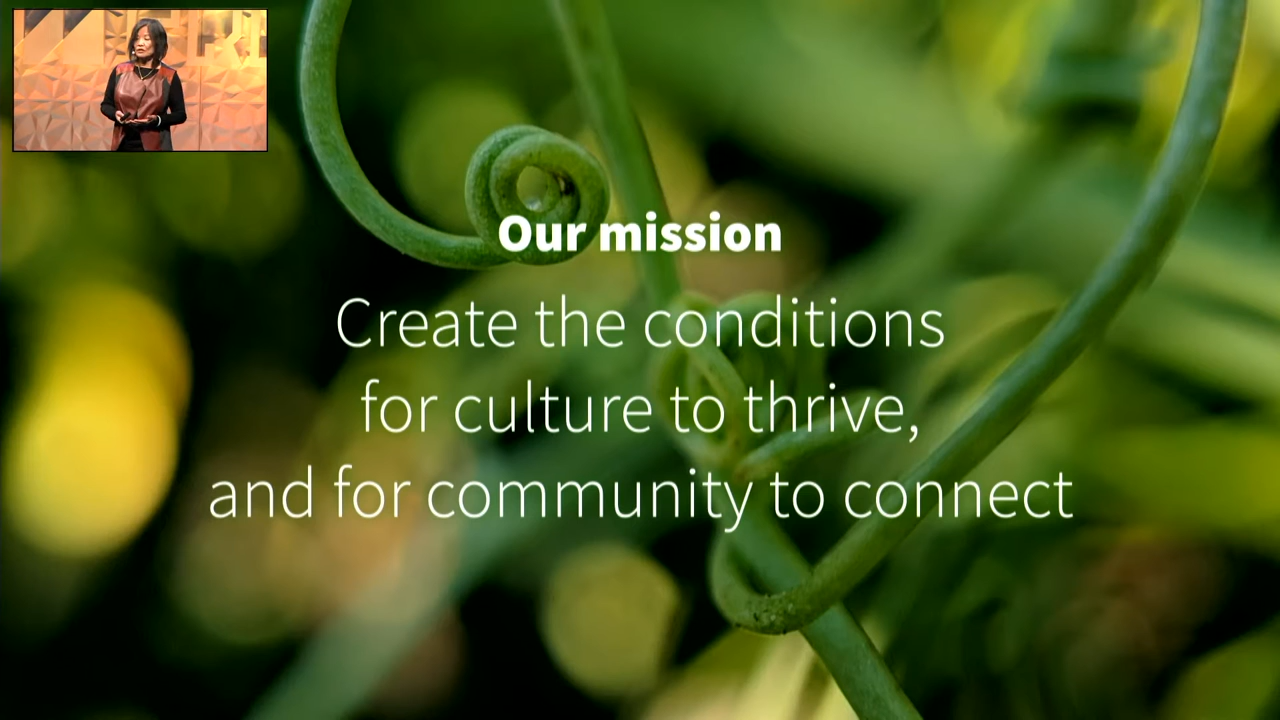 Our mission
Create the conditions
for culture to thrive,
and for community to connect